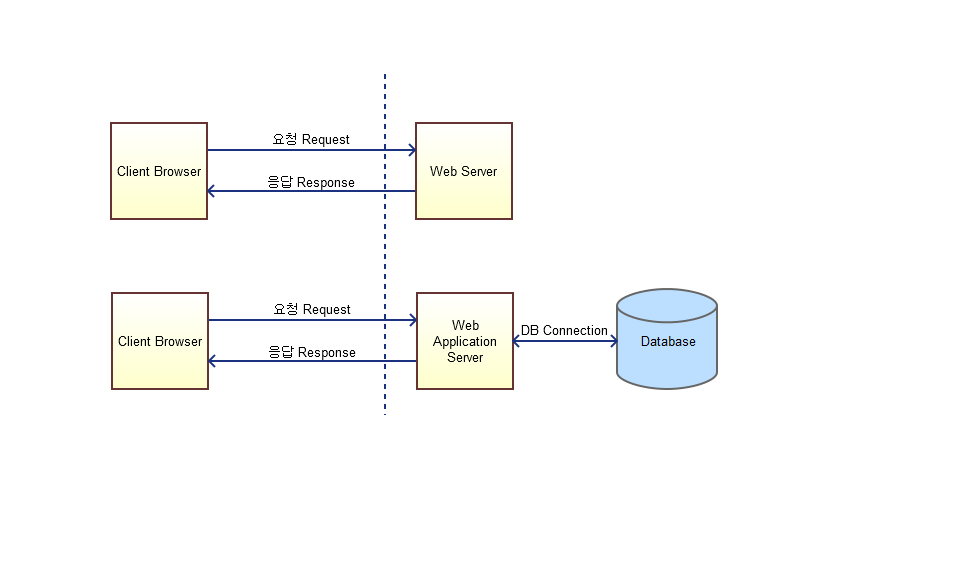 요청 Request
Client Browser
Web Server
응답 Response
요청 Request
Client Browser
Web
Application
Server
DB Connection
Database
응답 Response